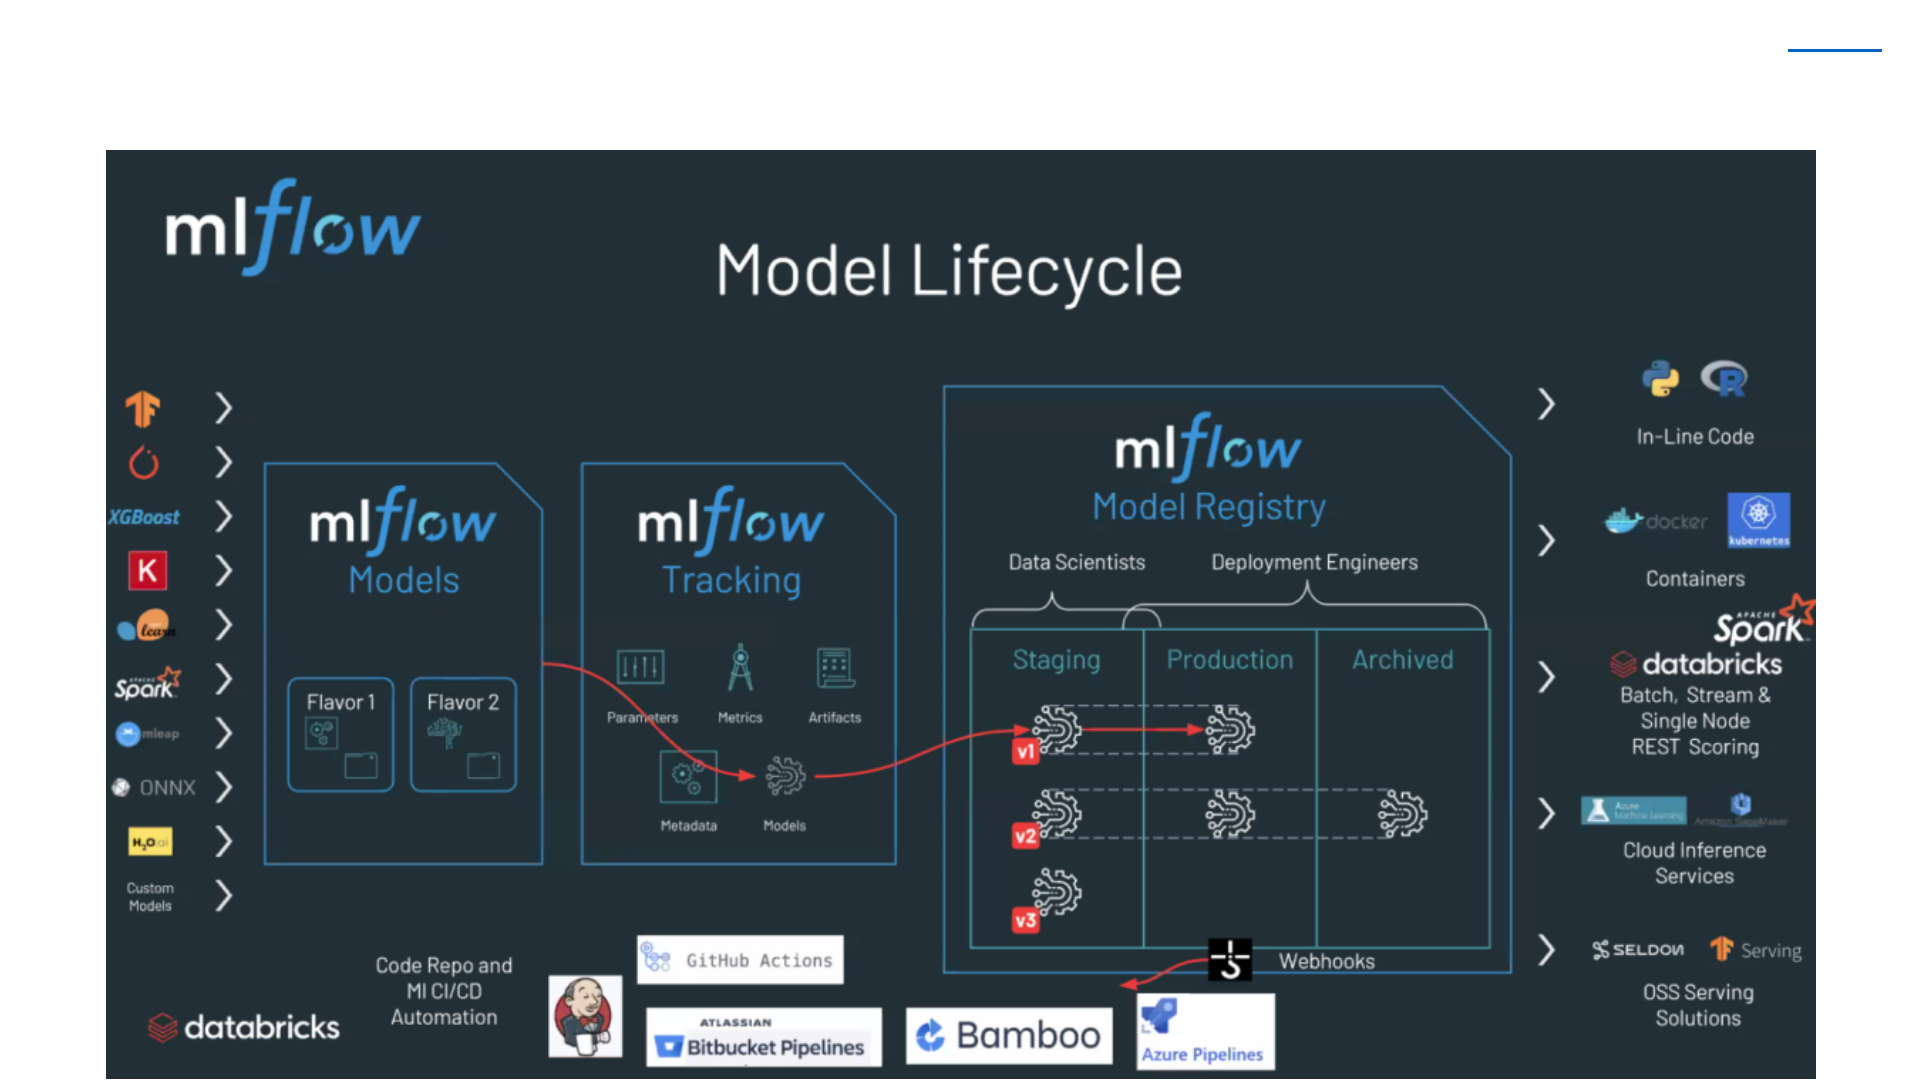 mlflow
Model Lifecycle
XGBoost
K
learn
APACHE
Spark
mleap
ONNX
H2O.ai
Custom
Models
mlflow
Models
Flavor 1
Flavor 2
mlflow
Tracking
Parameters
Metrics
Artifacts
Metadata
Models
mlflow
Model Registry
Data Scientists
Deployment Engineers
Staging
Production
Archived
v1
v2
v3
Webhooks
R
In-Line Code
docker
kubernetes
Containers
APACHE
Spark
databricks
Batch, Stream &
Single Node
REST Scoring
Azure
Machine Learning
Amazon SageMaker
Cloud Inference
Services
SELDON
Serving
OSS Serving
Solutions
databricks
Code Repo and
Ml CI/CD
Automation
GitHub Actions
ATLASSIAN
Bitbucket Pipelines
Bamboo
Azure Pipelines